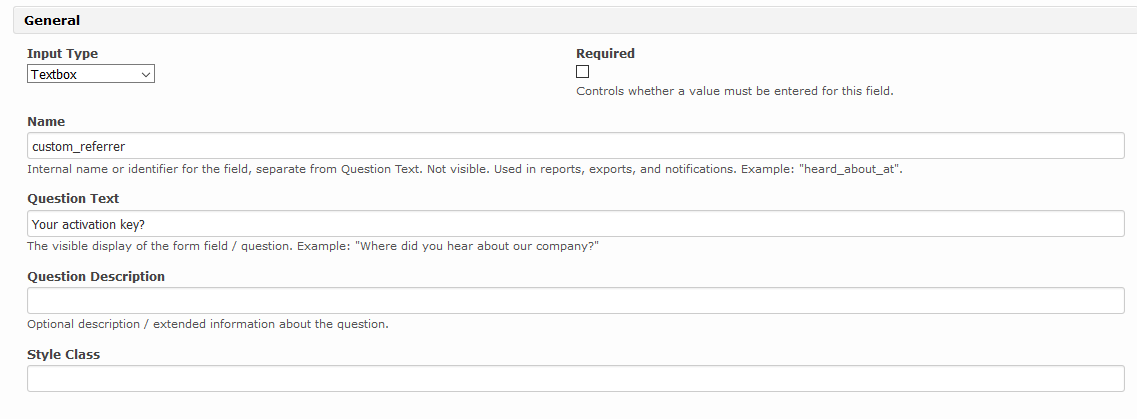 General
Input Type
Required
Textbox
Controls whether a value must be entered for this field.
Name
custom_referrer
Internal name or identifier for the field, separate from Question Text. Not visible. Used in reports, exports, and notifications. Example: "heard_about_at".
Question Text
Your activation key?
The visible display of the form field / question. Example: "Where did you hear about our company?"
Question Description
Optional description / extended information about the question.
Style Class